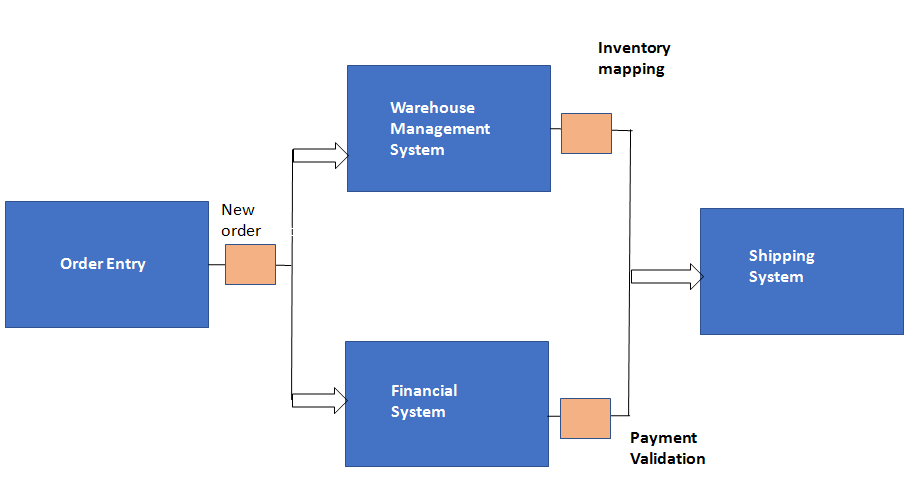 Inventory
mapping
Warehouse
Management
System
New
order
Order Entry
Shipping
System
Financial
System
Payment
Validation